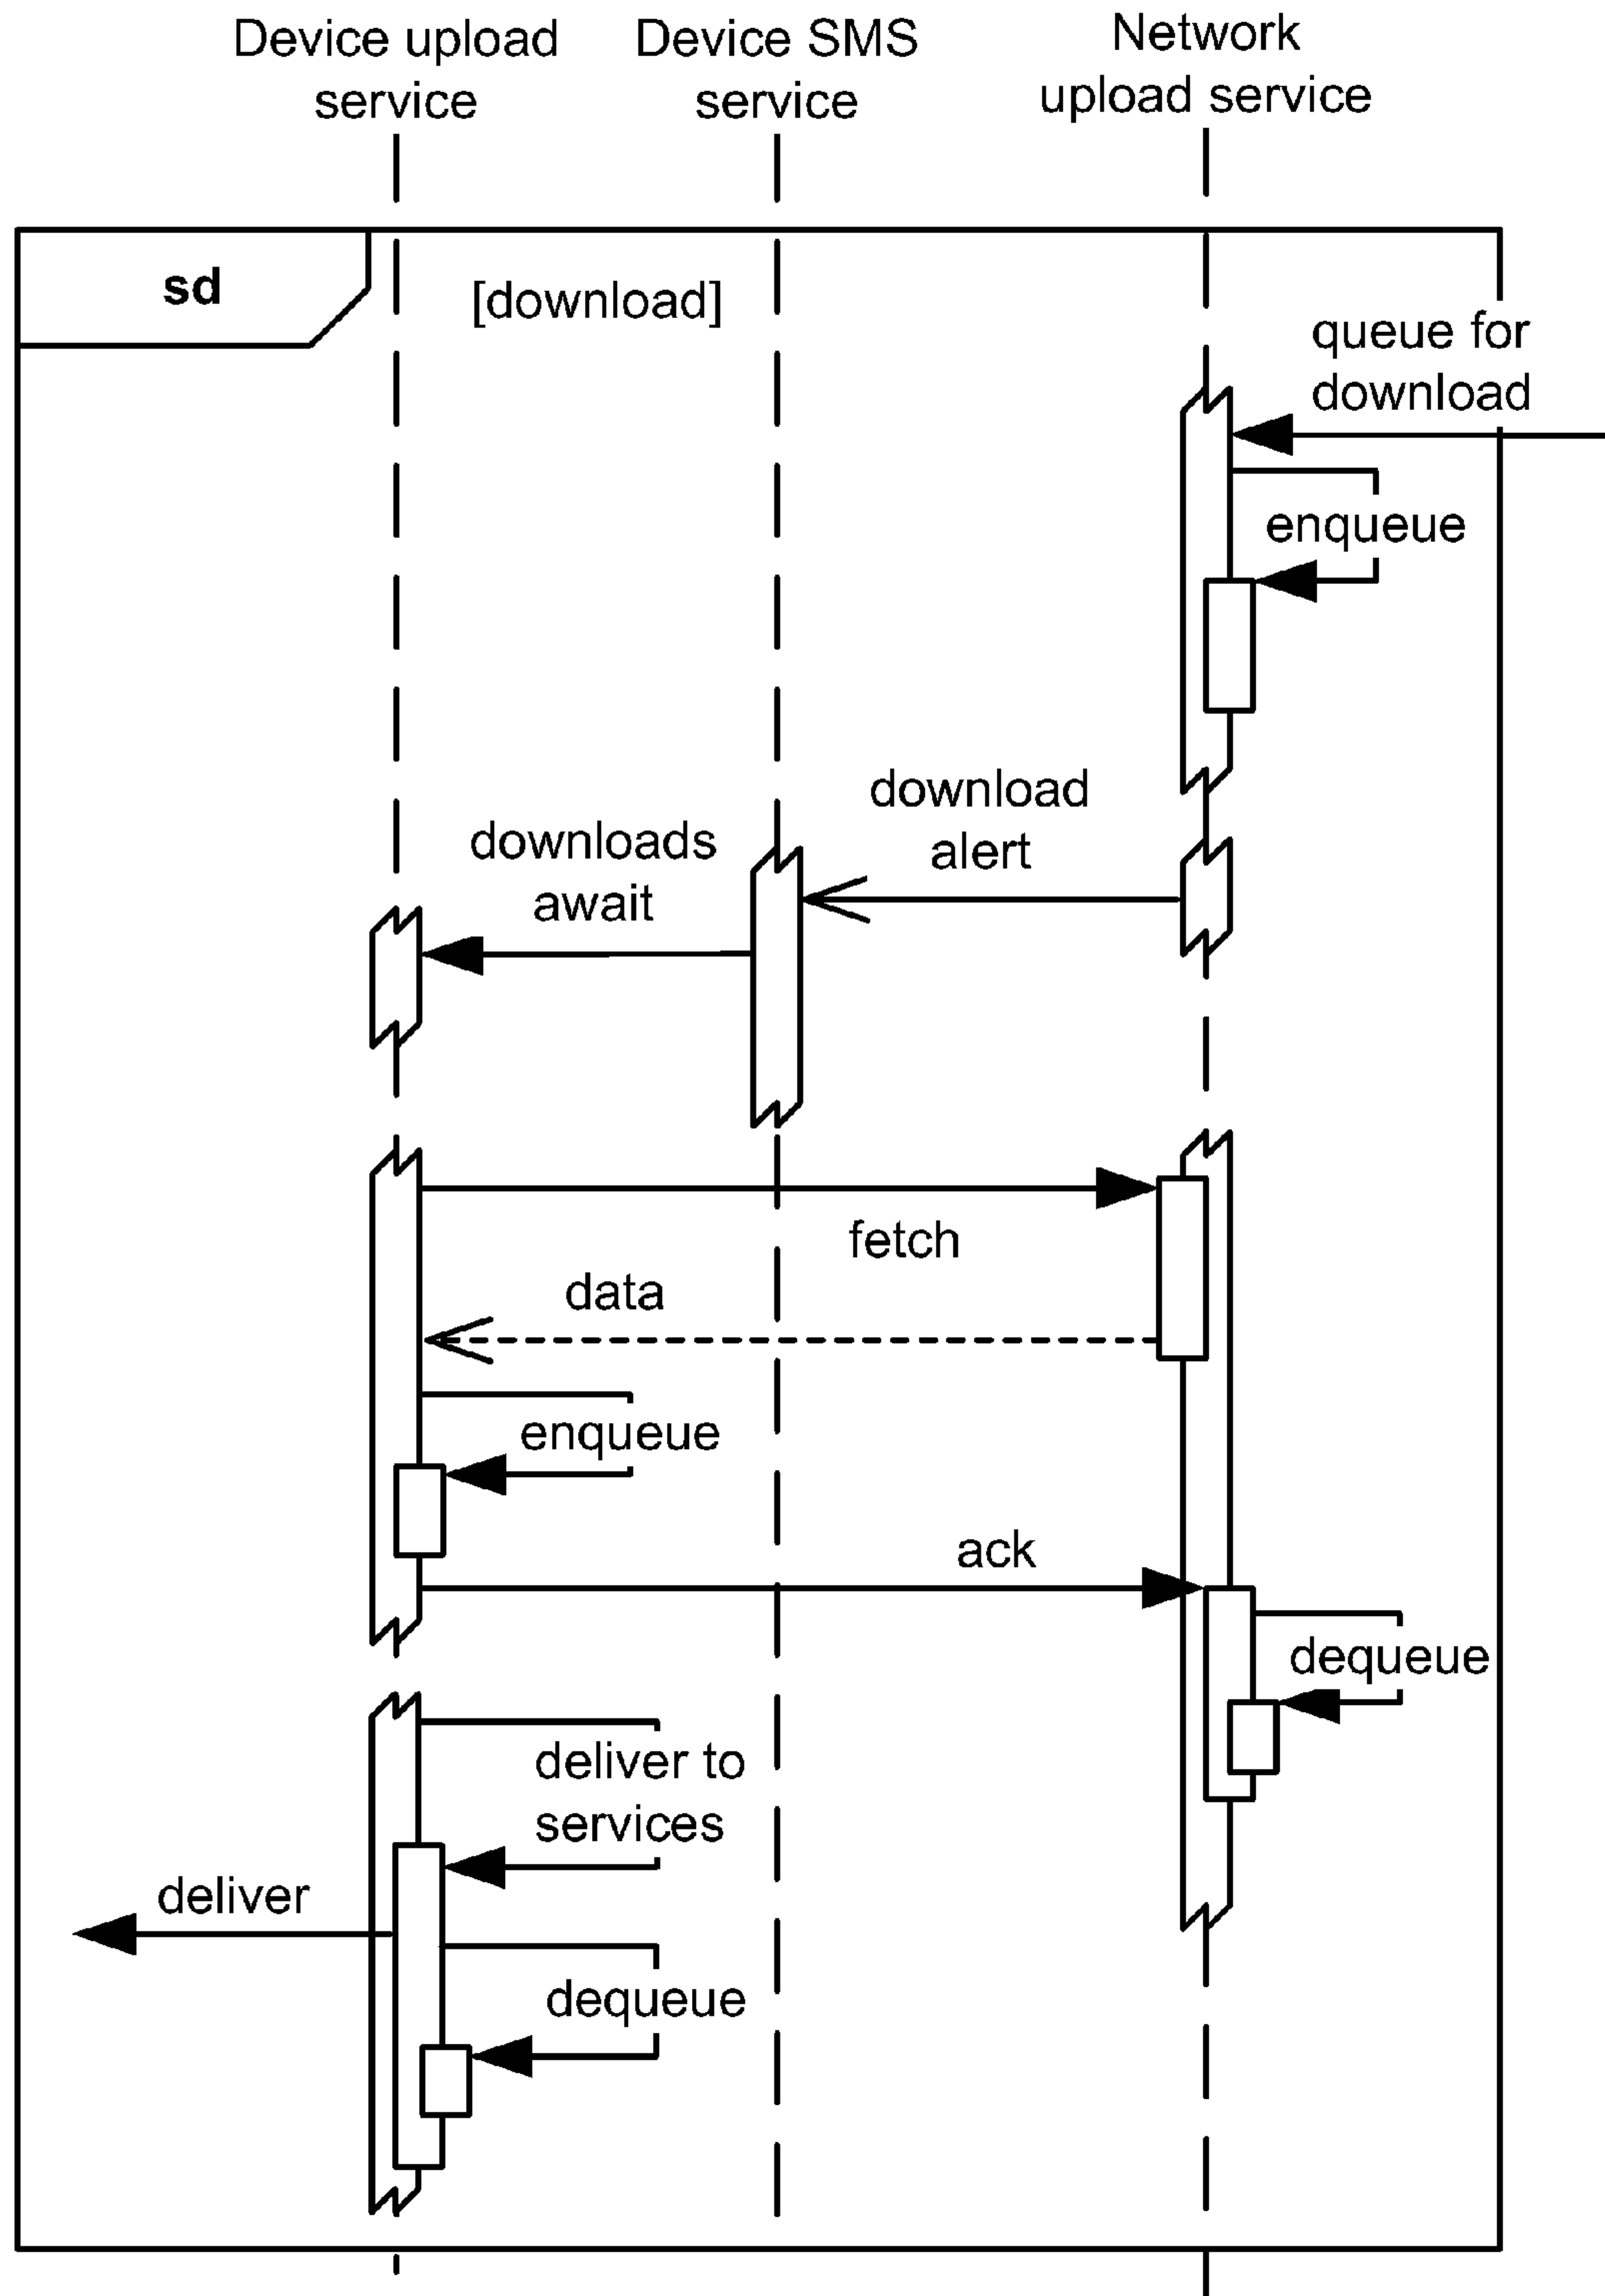 Device upload
service
Device SMS
service
Network
upload service
sd
[download]
queue for
download
enqueue
download
alert
downloads
await
fetch
data
enqueue
ack
dequeue
deliver to
services
deliver
dequeue